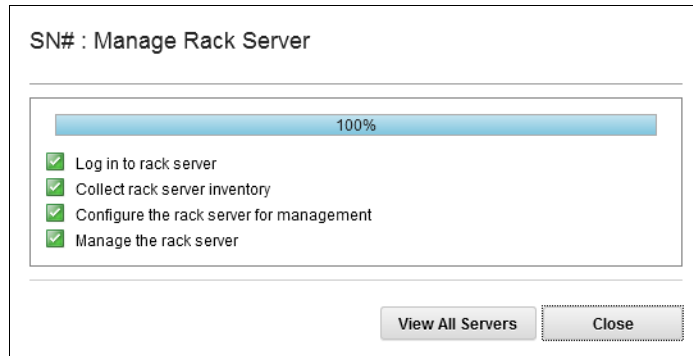 SN# : Manage Rack Server
100%
Log in to rack server
Collect rack server inventory
Configure the rack server for management
Manage the rack server
View All Servers Close